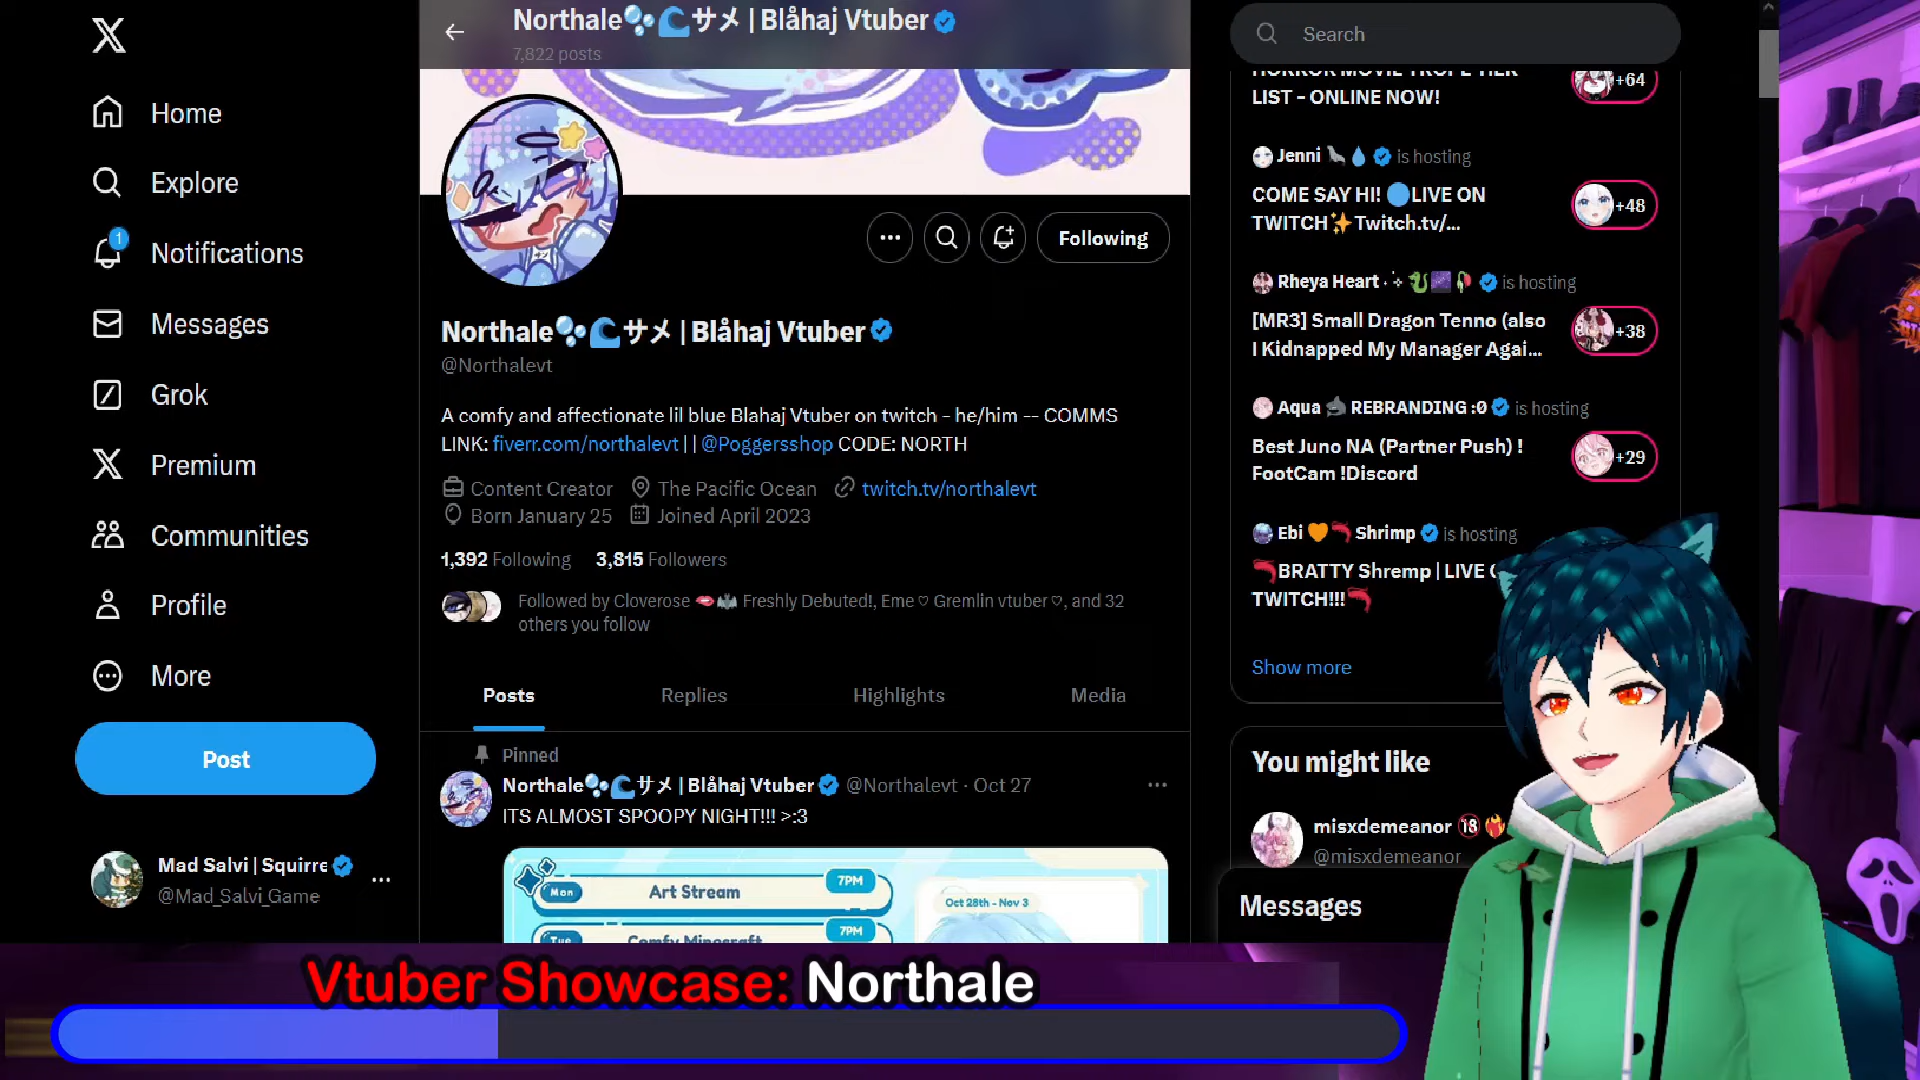 Home
Explore
1
Notifications
Messages
Grok
Premium
Communities
Profile
More
Post
Mad Salvi | Squirre
@Mad_Salvi_Game
Northale🫧🌊サメ | Blåhaj Vtuber
7,822 posts
Following
Northale🫧🌊サメ | Blåhaj Vtuber
@Northalevt
A comfy and affectionate lil blue Blahaj Vtuber on twitch - he/him -- COMMS
LINK: fiverr.com/northalevt || @Poggersshop CODE: NORTH
Content Creator The Pacific Ocean twitch.tv/northalevt
Born January 25 Joined April 2023
1,392 Following 3,815 Followers
Followed by Cloverose 🫦🦇 Freshly Debuted!, Eme ♡ Gremlin vtuber ♡, and 32
others you follow
Posts Replies Highlights Media
Pinned
Northale🫧🌊サメ | Blåhaj Vtuber @Northalevt · Oct 27
ITS ALMOST SPOOPY NIGHT!!! >:3
Mon Art Stream 7PM
Oct 28th - Nov 3
Tue Comfy Minecraft 7PM
Search
HORROR MOVIE TROPE TIER
LIST - ONLINE NOW!
+64
Jenni 🦭💧 is hosting
COME SAY HI! 🔵LIVE ON
TWITCH✨Twitch.tv/...
+48
Rheya Heart is hosting
[MR3] Small Dragon Tenno (also
I Kidnapped My Manager Agai...
+38
Aqua 🦈 REBRANDING :0 is hosting
Best Juno NA (Partner Push) !
FootCam !Discord
+29
Ebi 🧡🦐 Shrimp is hosting
🦐BRATTY Shremp | LIVE
TWITCH!!!🦐
Show more
You might like
misxdemeanor 🔞❤️‍🔥
@misxdemeanor
Messages
Vtuber Showcase: Northale